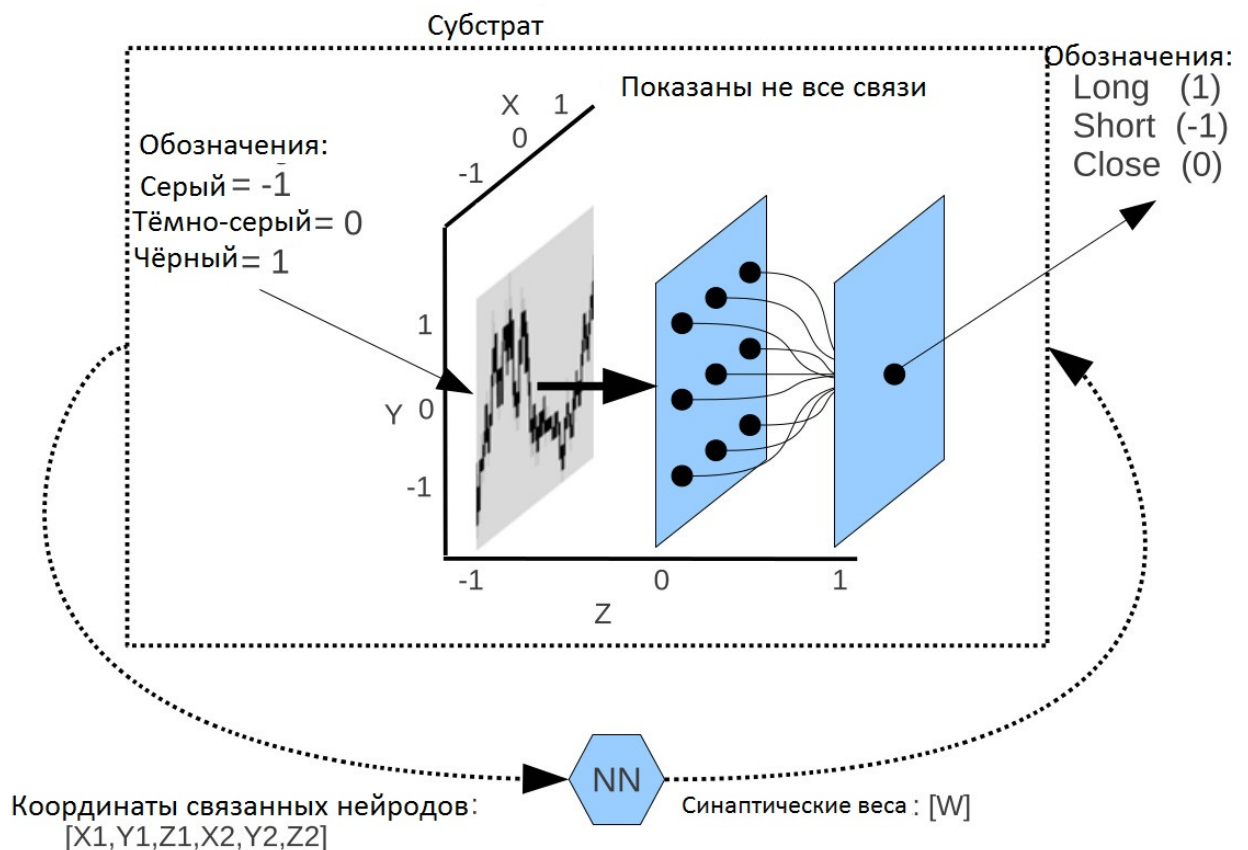 Субстрат
Обозначения:
Long (1)
Short (-1)
Close (0)
Показаны не все связи
X
1
0
-1
Обозначения:
Серый = -1
Тёмно-серый = 0
Чёрный = 1
1
Y 0
-1
-1
0
1
Z
NN
Координаты связанных нейродов:
[X1,Y1,Z1,X2,Y2,Z2]
Синаптические веса : [W]